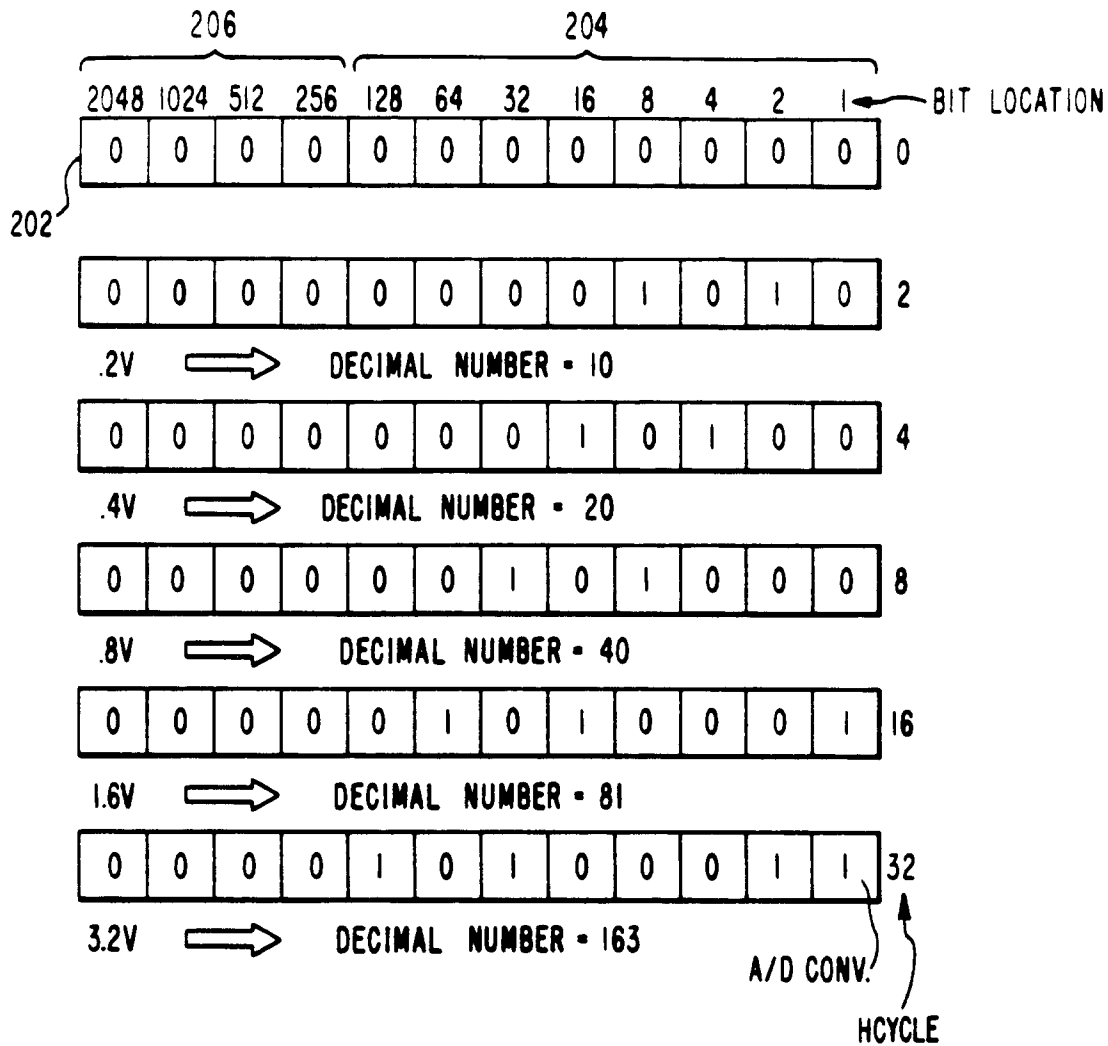 206 204
2048 1024 512 256 128 64 32 16 8 4 2 1 BIT LOCATION
0 0 0 0 0 0 0 0 0 0 0 0 0
202
0 0 0 0 0 0 0 0 1 0 1 0 2
.2V DECIMAL NUMBER = 10
0 0 0 0 0 0 0 1 0 1 0 0 4
.4V DECIMAL NUMBER = 20
0 0 0 0 0 0 1 0 1 0 0 0 8
.8V DECIMAL NUMBER = 40
0 0 0 0 0 1 0 1 0 0 0 1 16
1.6V DECIMAL NUMBER = 81
0 0 0 0 1 0 1 0 0 0 1 1 32
3.2V DECIMAL NUMBER = 163
A/D CONV.
HCYCLE